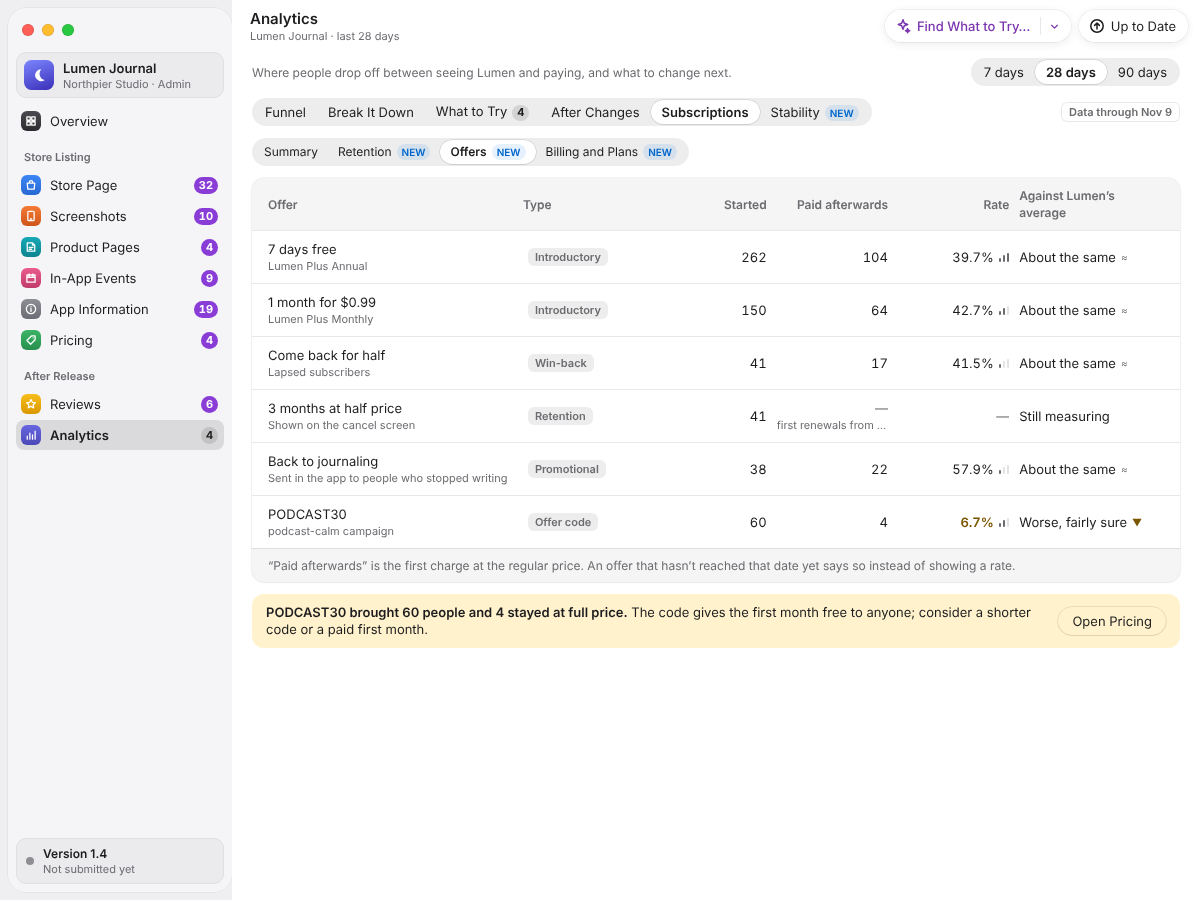 Lumen Journal
Northpier Studio · Admin
Overview
Store Listing
Store Page 32
Screenshots 10
Product Pages 4
In-App Events 9
App Information 19
Pricing 4
After Release
Reviews 6
Analytics 4
Version 1.4
Not submitted yet
Analytics
Lumen Journal · last 28 days
Find What to Try...
Up to Date
Where people drop off between seeing Lumen and paying, and what to change next.
7 days 28 days 90 days
Funnel Break It Down What to Try 4 After Changes Subscriptions Stability NEW
Data through Nov 9
Summary Retention NEW Offers NEW Billing and Plans NEW
Offer Type Started Paid afterwards Rate Against Lumen’s
average
7 days free
Lumen Plus Annual
Introductory 262 104 39.7% About the same ≈
1 month for $0.99
Lumen Plus Monthly
Introductory 150 64 42.7% About the same ≈
Come back for half
Lapsed subscribers
Win-back 41 17 41.5% About the same ≈
3 months at half price
Shown on the cancel screen
Retention 41 — — Still measuring
first renewals from ...
Back to journaling
Sent in the app to people who stopped writing
Promotional 38 22 57.9% About the same ≈
PODCAST30
podcast-calm campaign
Offer code 60 4 6.7% Worse, fairly sure ▼
“Paid afterwards” is the first charge at the regular price. An offer that hasn’t reached that date yet says so instead of showing a rate.
PODCAST30 brought 60 people and 4 stayed at full price. The code gives the first month free to anyone; consider a shorter
code or a paid first month.
Open Pricing